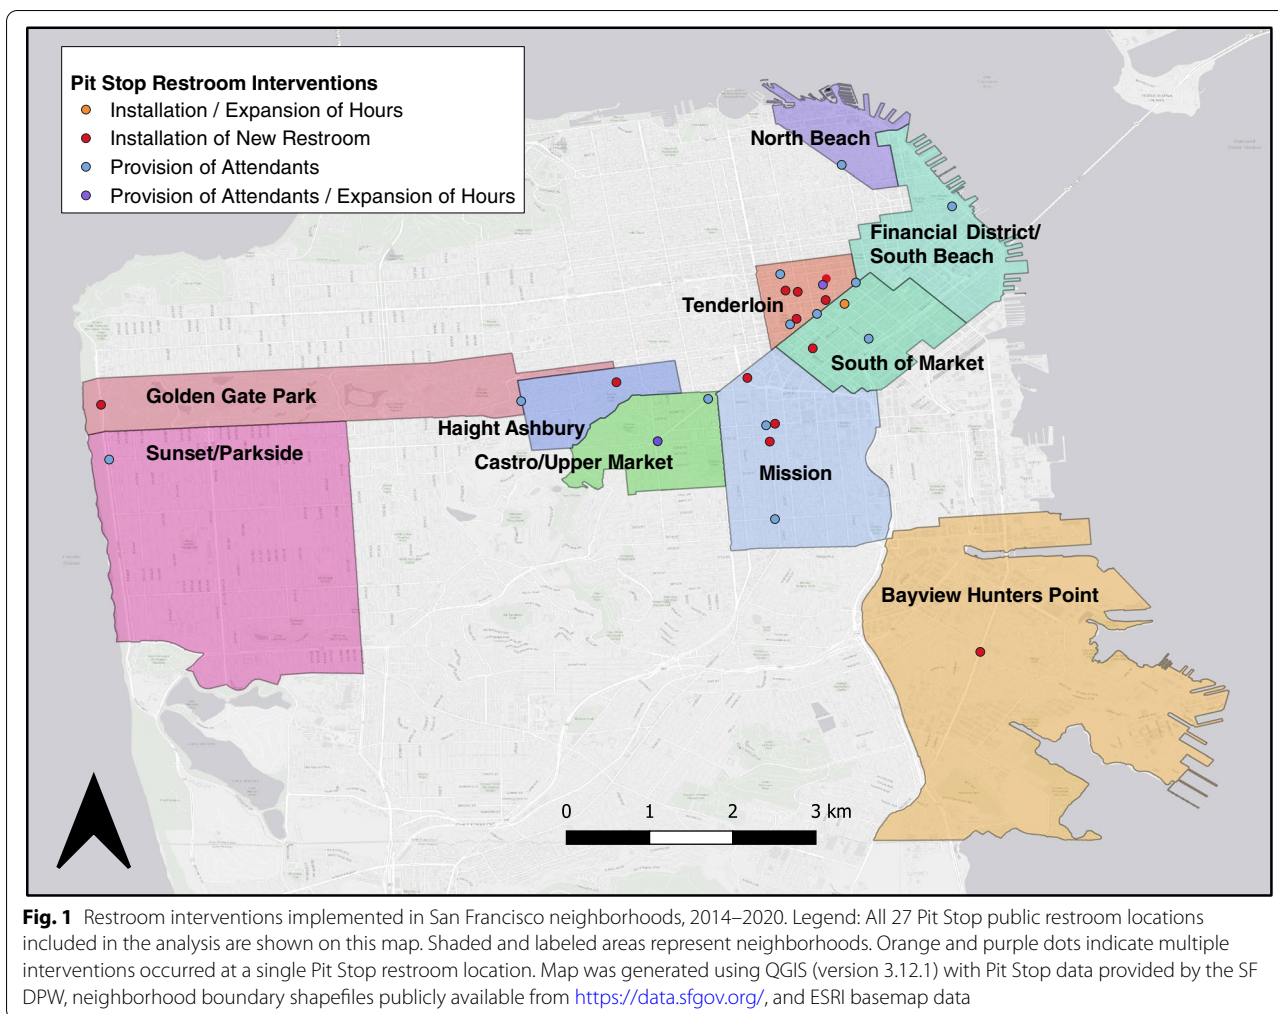 Pit Stop Restroom Interventions
Installation / Expansion of Hours
Installation of New Restroom
Provision of Attendants
Provision of Attendants / Expansion of Hours
North Beach
Financial District/
South Beach
Tenderloin
South of Market
Golden Gate Park
Haight Ashbury
Sunset/Parkside
Castro/Upper Market
Mission
Bayview Hunters Point
0 1 2 3 km
Fig. 1 Restroom interventions implemented in San Francisco neighborhoods, 2014–2020. Legend: All 27 Pit Stop public restroom locations
included in the analysis are shown on this map. Shaded and labeled areas represent neighborhoods. Orange and purple dots indicate multiple
interventions occurred at a single Pit Stop restroom location. Map was generated using QGIS (version 3.12.1) with Pit Stop data provided by the SF
DPW, neighborhood boundary shapefiles publicly available from https://data.sfgov.org/, and ESRI basemap data